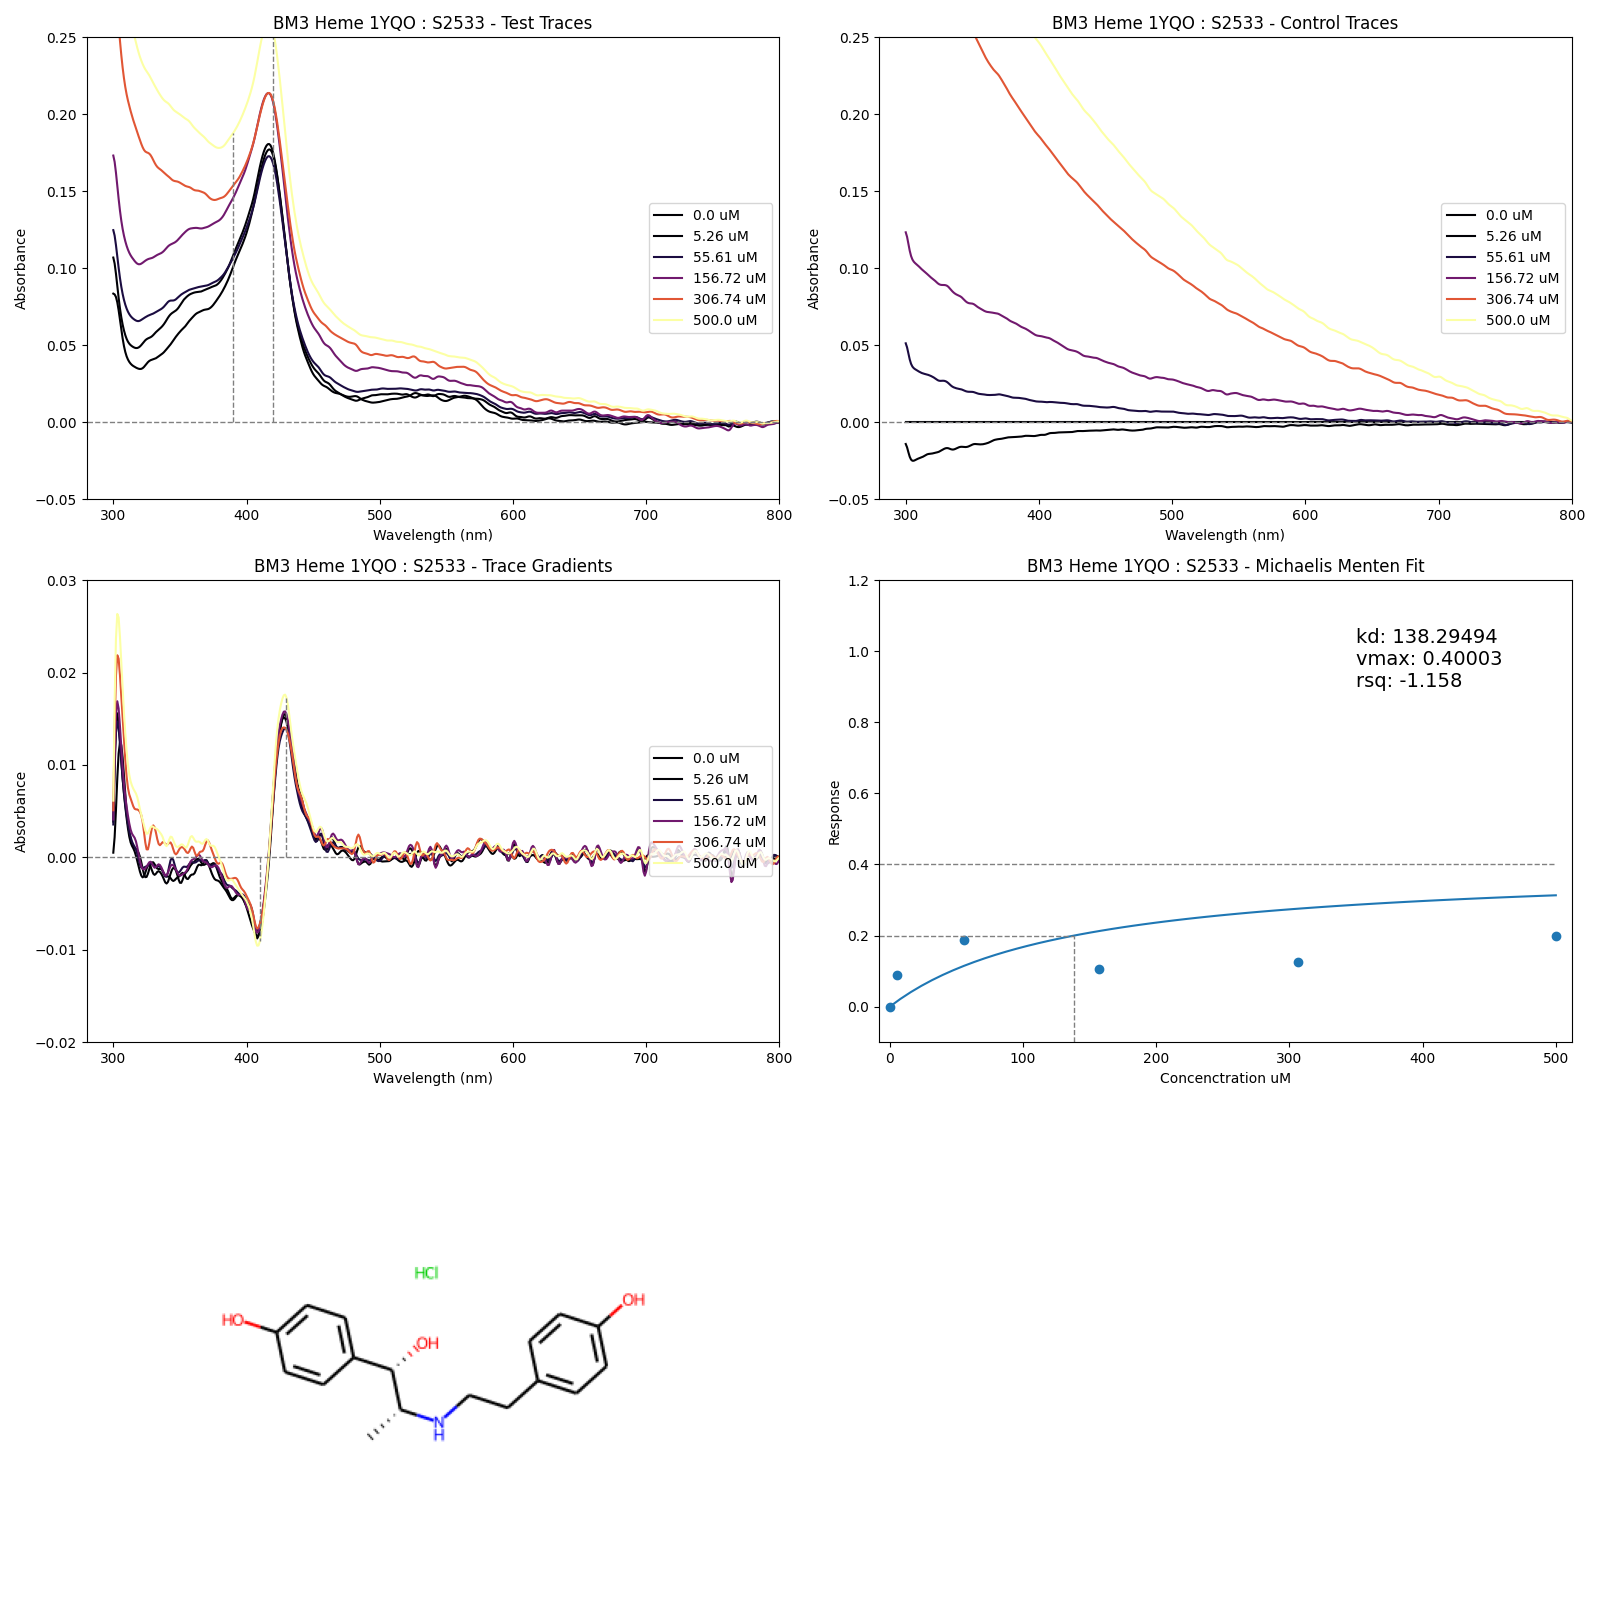 BM3 Heme 1YQO : S2533 - Test Traces
0.25
0.20
0.15
0.10
0.05
0.00
−0.05
Absorbance
300 400 500 600 700 800
Wavelength (nm)
0.0 uM
5.26 uM
55.61 uM
156.72 uM
306.74 uM
500.0 uM
BM3 Heme 1YQO : S2533 - Control Traces
0.25
0.20
0.15
0.10
0.05
0.00
−0.05
Absorbance
300 400 500 600 700 800
Wavelength (nm)
0.0 uM
5.26 uM
55.61 uM
156.72 uM
306.74 uM
500.0 uM
BM3 Heme 1YQO : S2533 - Trace Gradients
0.03
0.02
0.01
0.00
−0.01
−0.02
Absorbance
300 400 500 600 700 800
Wavelength (nm)
0.0 uM
5.26 uM
55.61 uM
156.72 uM
306.74 uM
500.0 uM
BM3 Heme 1YQO : S2533 - Michaelis Menten Fit
1.2
1.0
0.8
0.6
0.4
0.2
0.0
Response
0 100 200 300 400 500
Concenctration uM
kd: 138.29494
vmax: 0.40003
rsq: -1.158
HCl
HO
OH
OH
N
H